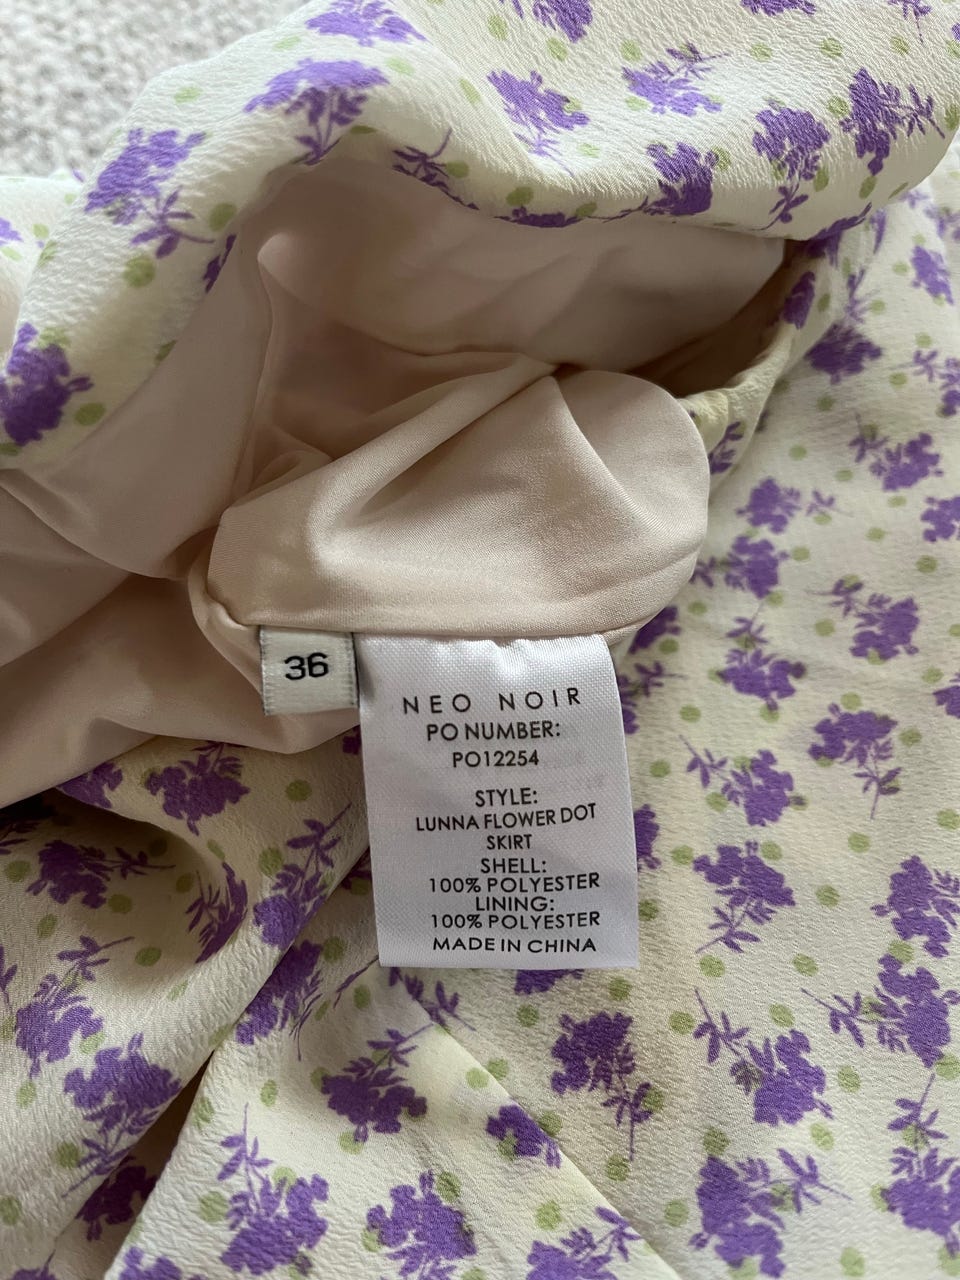 36
NEO NOIR
PO NUMBER:
PO12254
STYLE:
LUNNA FLOWER DOT
SKIRT
SHELL:
100% POLYESTER
LINING:
100% POLYESTER
MADE IN CHINA